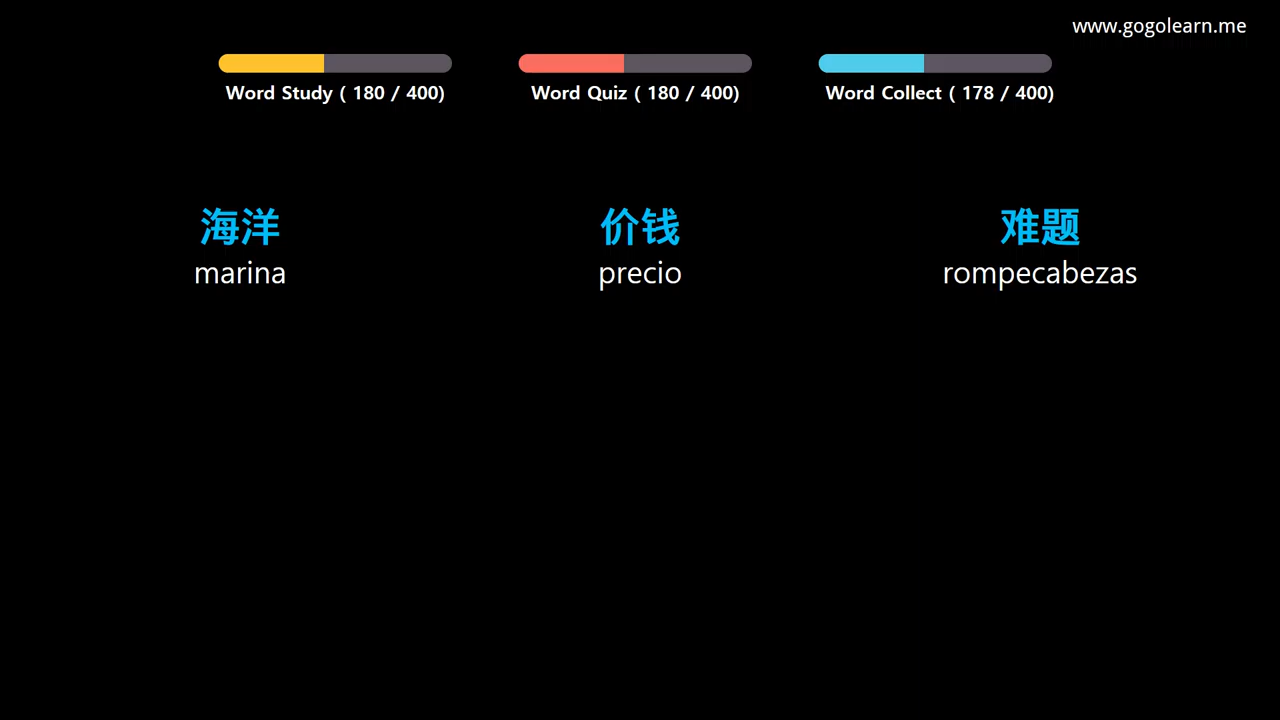 www.gogolearn.me
Word Study ( 180 / 400)
Word Quiz ( 180 / 400)
Word Collect ( 178 / 400)
海洋
marina
价钱
precio
难题
rompecabezas